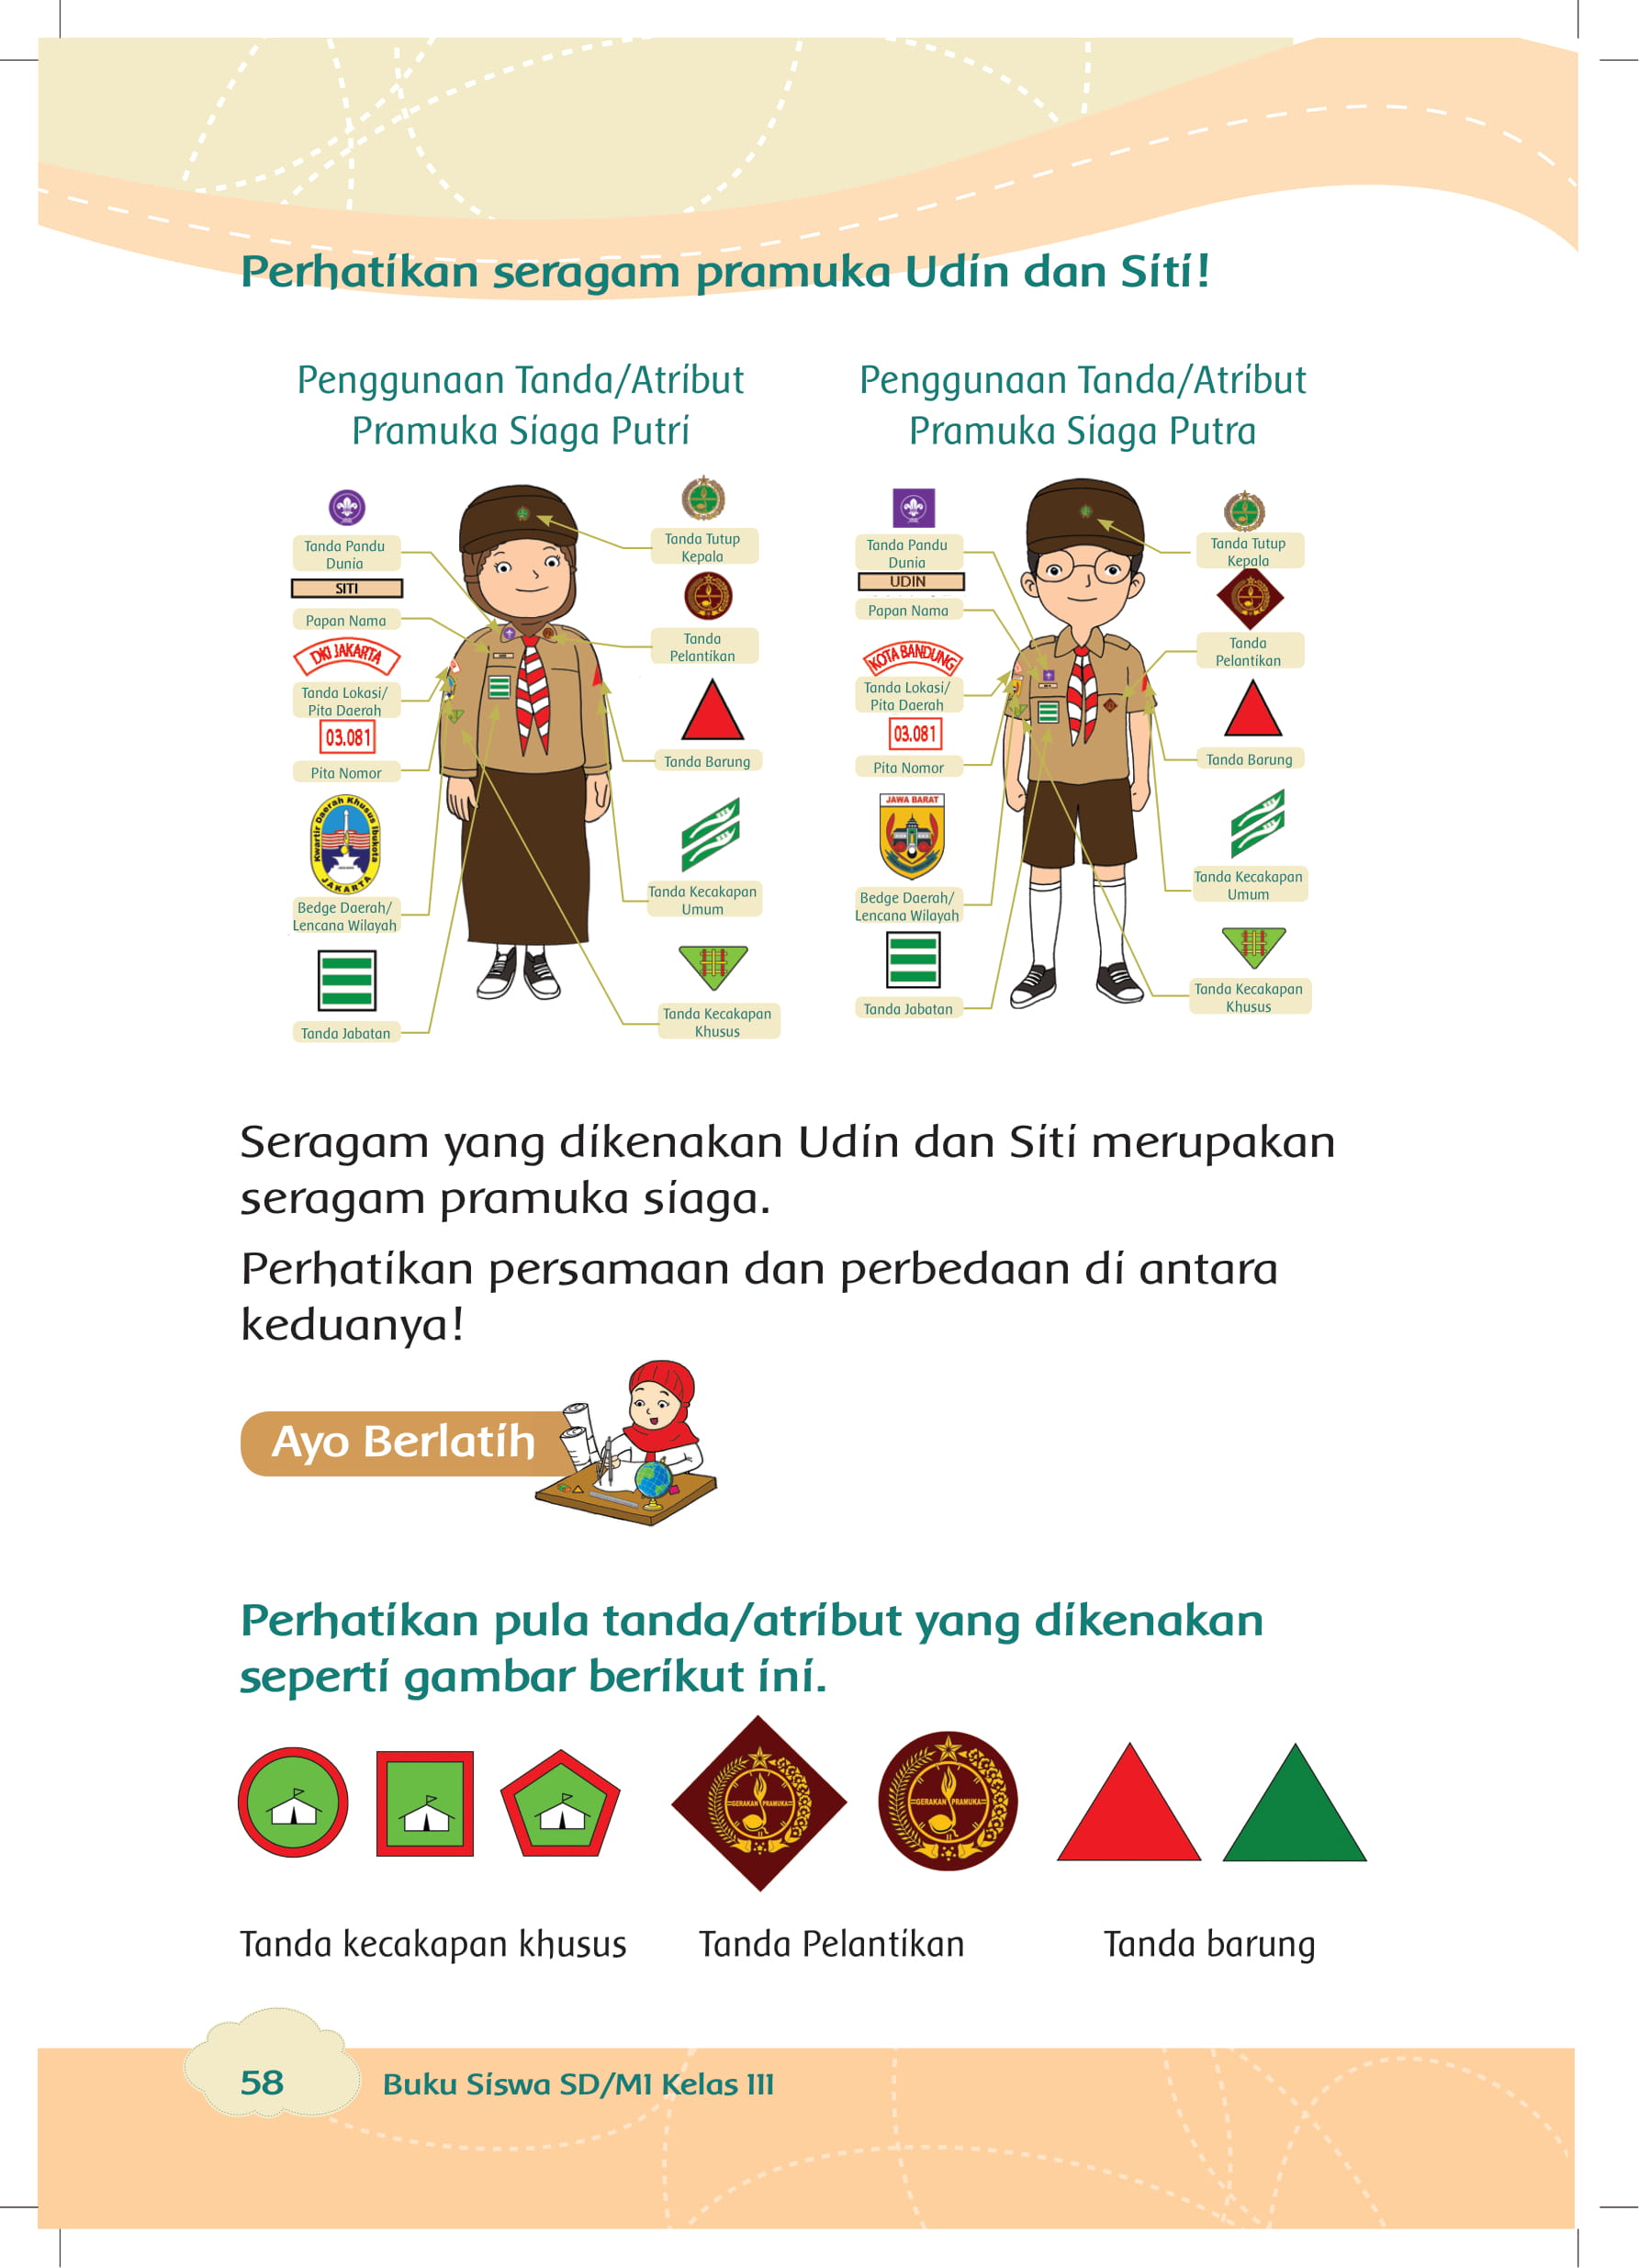 Perhatikan seragam pramuka Udin dan Siti!
Penggunaan Tanda/Atribut
Pramuka Siaga Putri
Tanda Pandu
Dunia
SITI
Papan Nama
DKI JAKARTA
Tanda Lokasi/
Pita Daerah
03.081
Pita Nomor
Kwartir Daerah Khusus Ibukota
JAKARTA
Bedge Daerah/
Lencana Wilayah
Tanda Jabatan
Tanda Tutup
Kepala
Tanda
Pelantikan
Tanda Barung
Tanda Kecakapan
Umum
Tanda Kecakapan
Khusus
Penggunaan Tanda/Atribut
Pramuka Siaga Putra
Tanda Pandu
Dunia
UDIN
Papan Nama
KOTA BANDUNG
Tanda Lokasi/
Pita Daerah
03.081
Pita Nomor
JAWA BARAT
Bedge Daerah/
Lencana Wilayah
Tanda Jabatan
Tanda Tutup
Kepala
Tanda
Pelantikan
Tanda Barung
Tanda Kecakapan
Umum
Tanda Kecakapan
Khusus
Seragam yang dikenakan Udin dan Siti merupakan
seragam pramuka siaga.
Perhatikan persamaan dan perbedaan di antara
keduanya!
Ayo Berlatih
Perhatikan pula tanda/atribut yang dikenakan
seperti gambar berikut ini.
GERAKAN PRAMUKA
GERAKAN PRAMUKA
Tanda kecakapan khusus
Tanda Pelantikan
Tanda barung
58
Buku Siswa SD/MI Kelas III